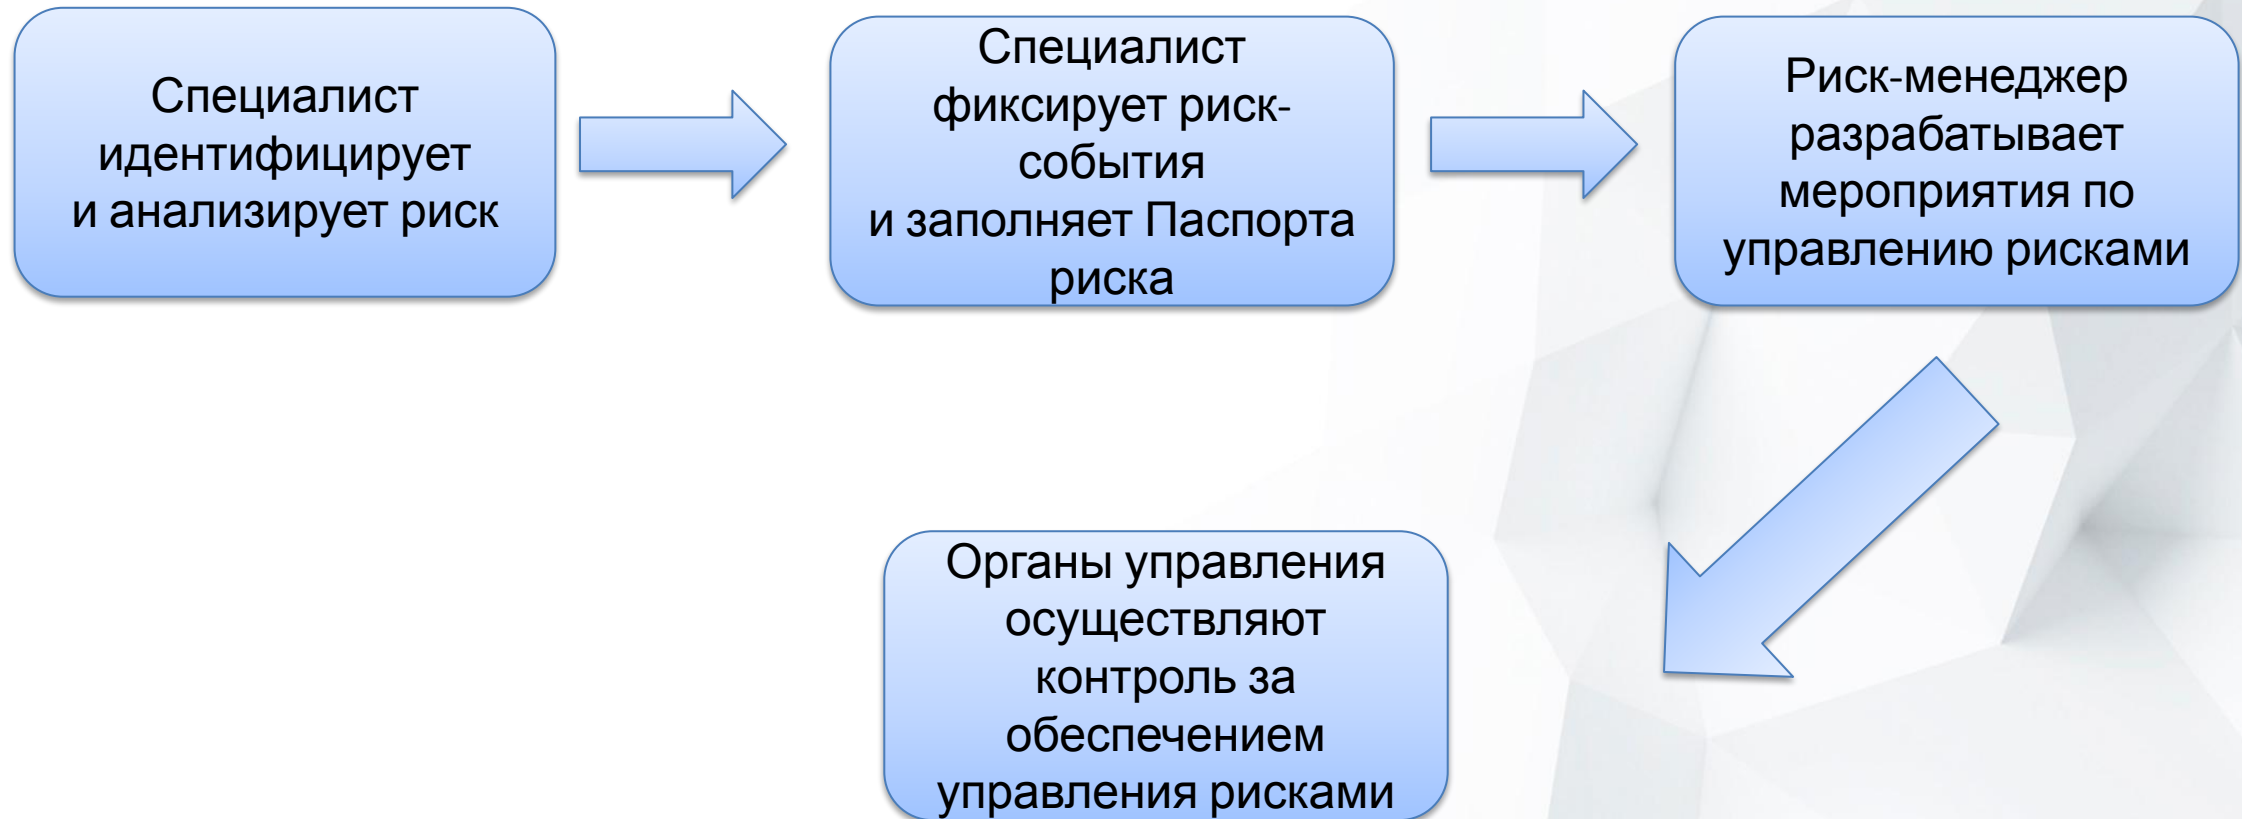 Специалист
идентифицирует
и анализирует риск
Специалист
фиксирует риск-
события
и заполняет Паспорта
риска
Риск-менеджер
разрабатывает
мероприятия по
управлению рисками
Органы управления
осуществляют
контроль за
обеспечением
управления рисками